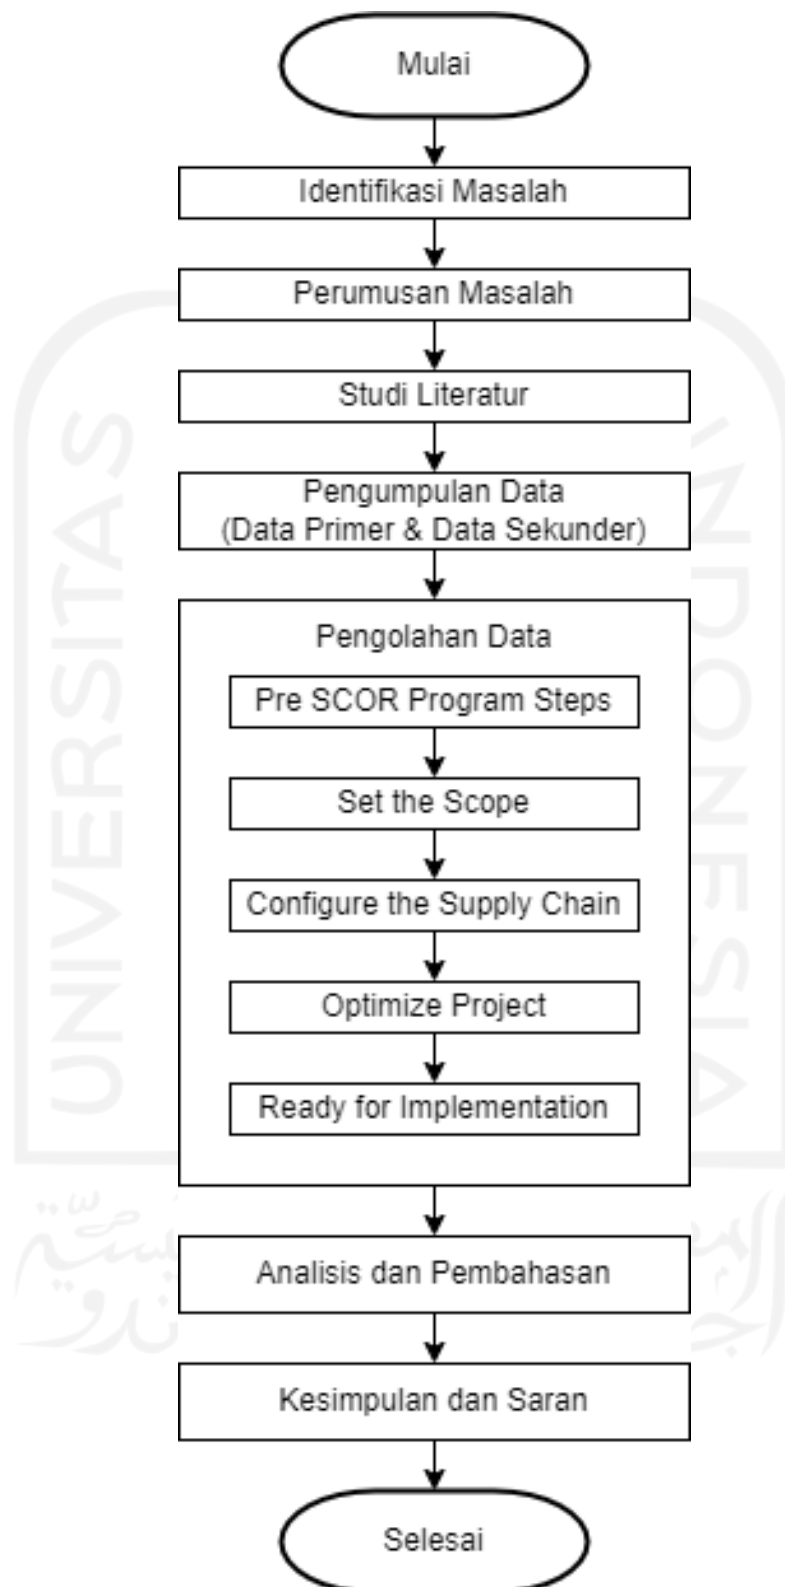 Mulai
Identifikasi Masalah
Perumusan Masalah
Studi Literatur
Pengumpulan Data
(Data Primer & Data Sekunder)
Pengolahan Data
Pre SCOR Program Steps
Set the Scope
Configure the Supply Chain
Optimize Project
Ready for Implementation
Analisis dan Pembahasan
Kesimpulan dan Saran
Selesai
UNIVERSITAS
INDONESIA